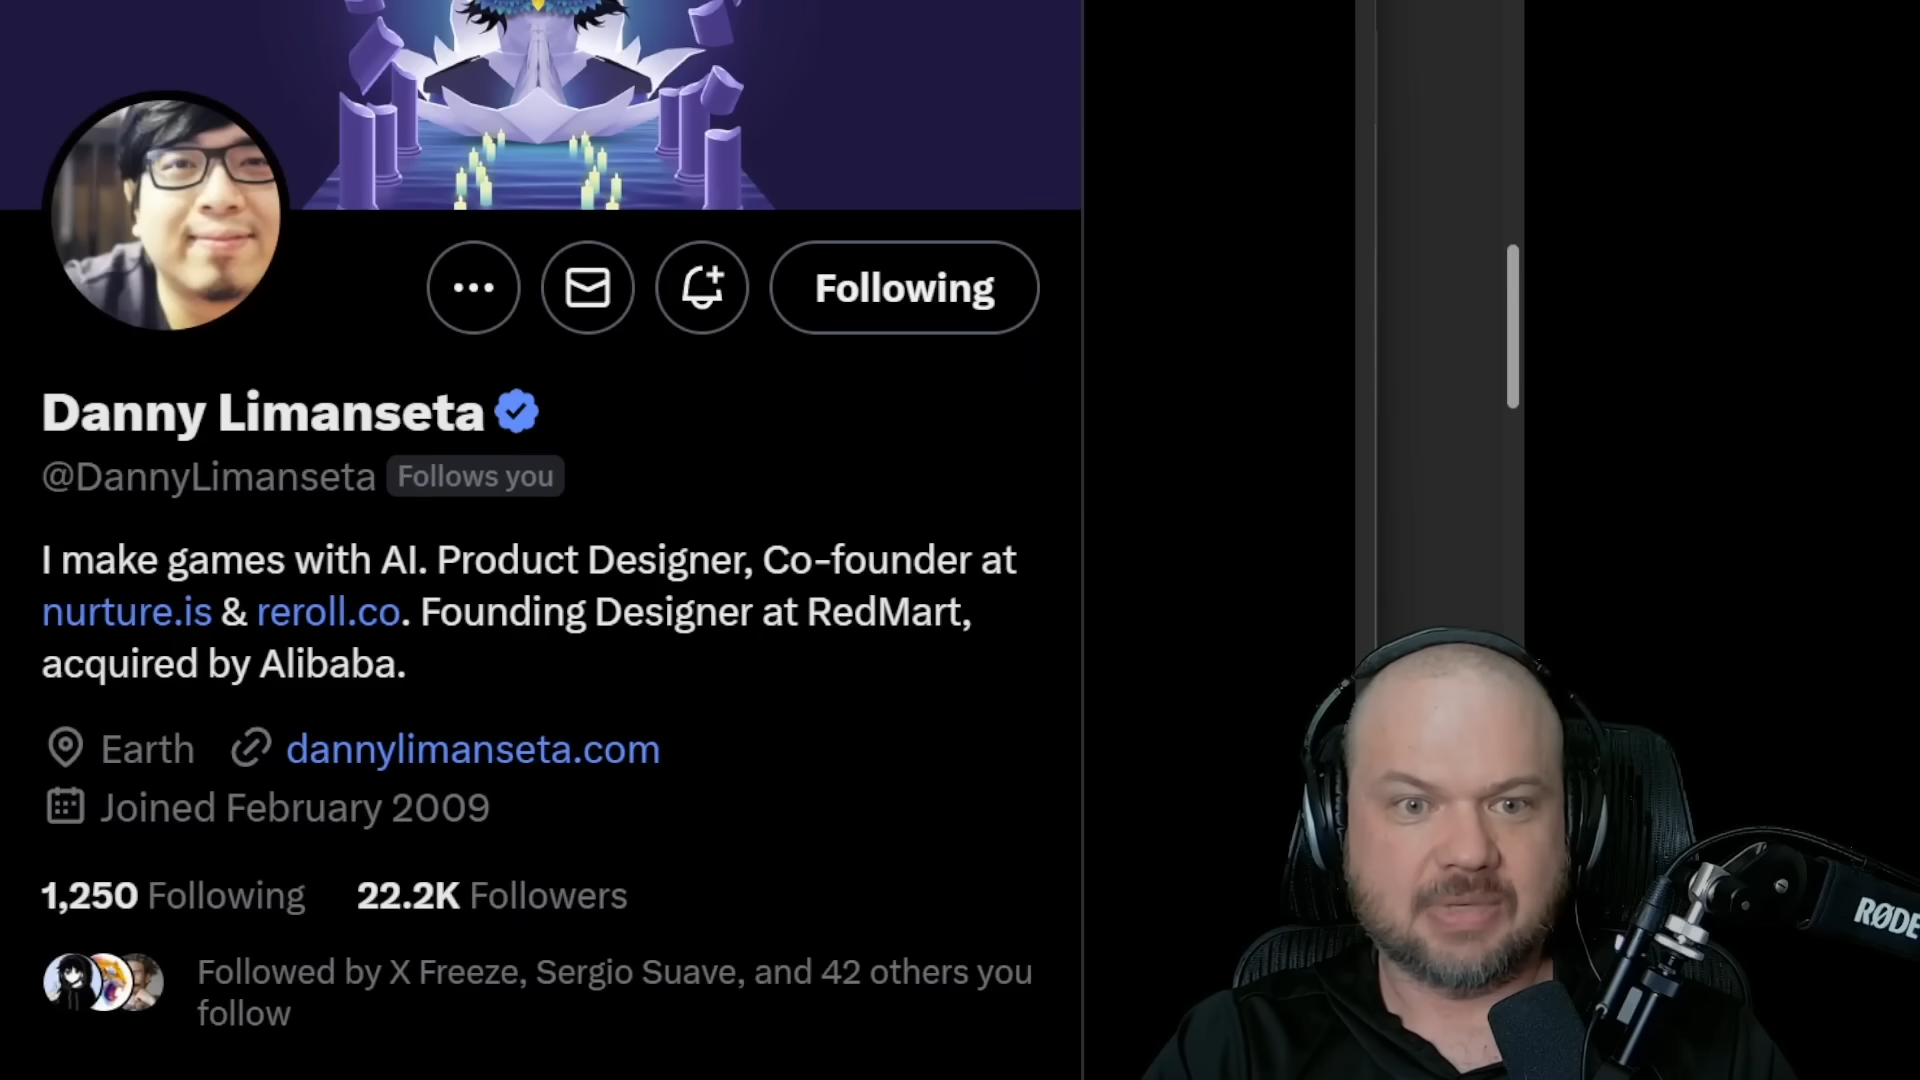 Following
Danny Limanseta
@DannyLimanseta Follows you
I make games with AI. Product Designer, Co-founder at
nurture.is & reroll.co. Founding Designer at RedMart,
acquired by Alibaba.
Earth dannylimanseta.com
Joined February 2009
1,250 Following 22.2K Followers
Followed by X Freeze, Sergio Suave, and 42 others you
follow
RØDE